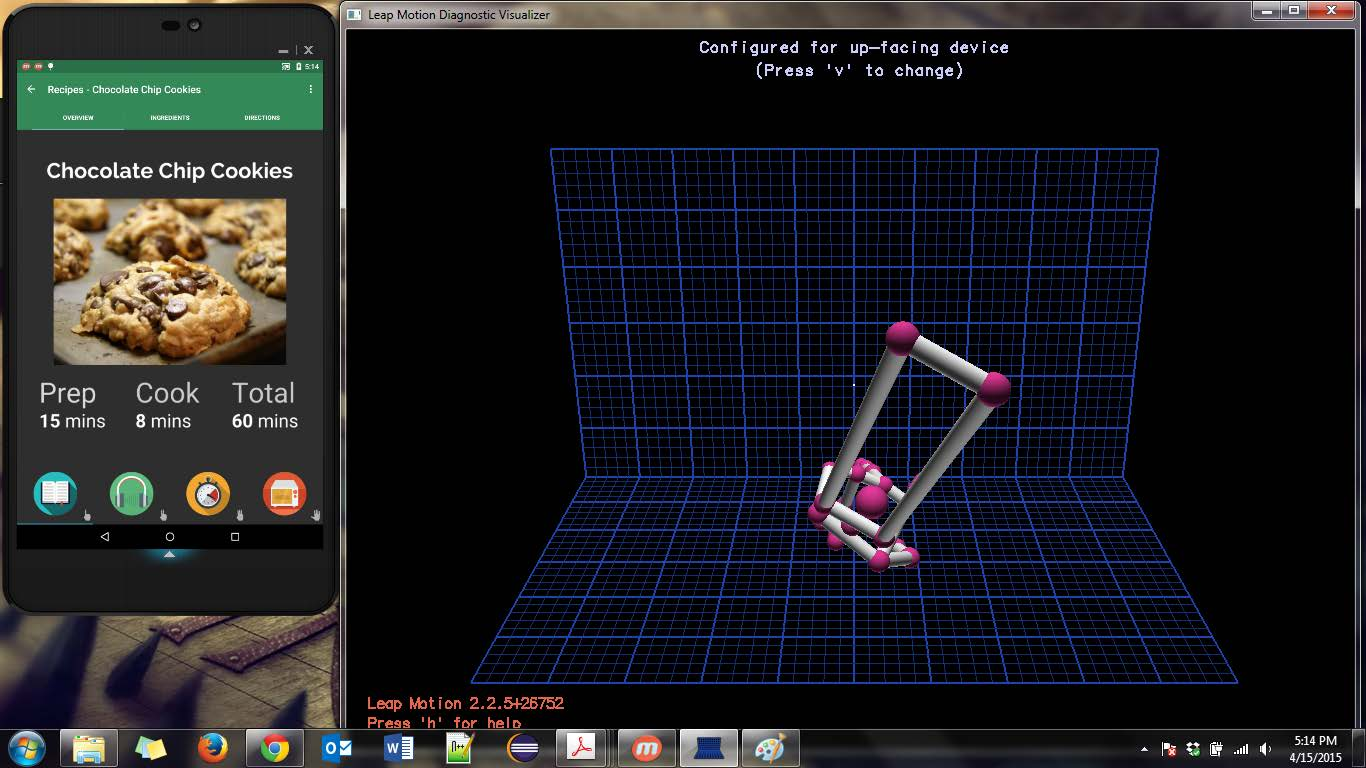 5:14
Recipes - Chocolate Chip Cookies
OVERVIEW INGREDIENTS DIRECTIONS
Chocolate Chip Cookies
Prep Cook Total
15 mins 8 mins 60 mins
Leap Motion Diagnostic Visualizer
Configured for up-facing device
(Press 'v' to change)
Leap Motion 2.2.5+26752
Press 'h' for help
5:14 PM
4/15/2015